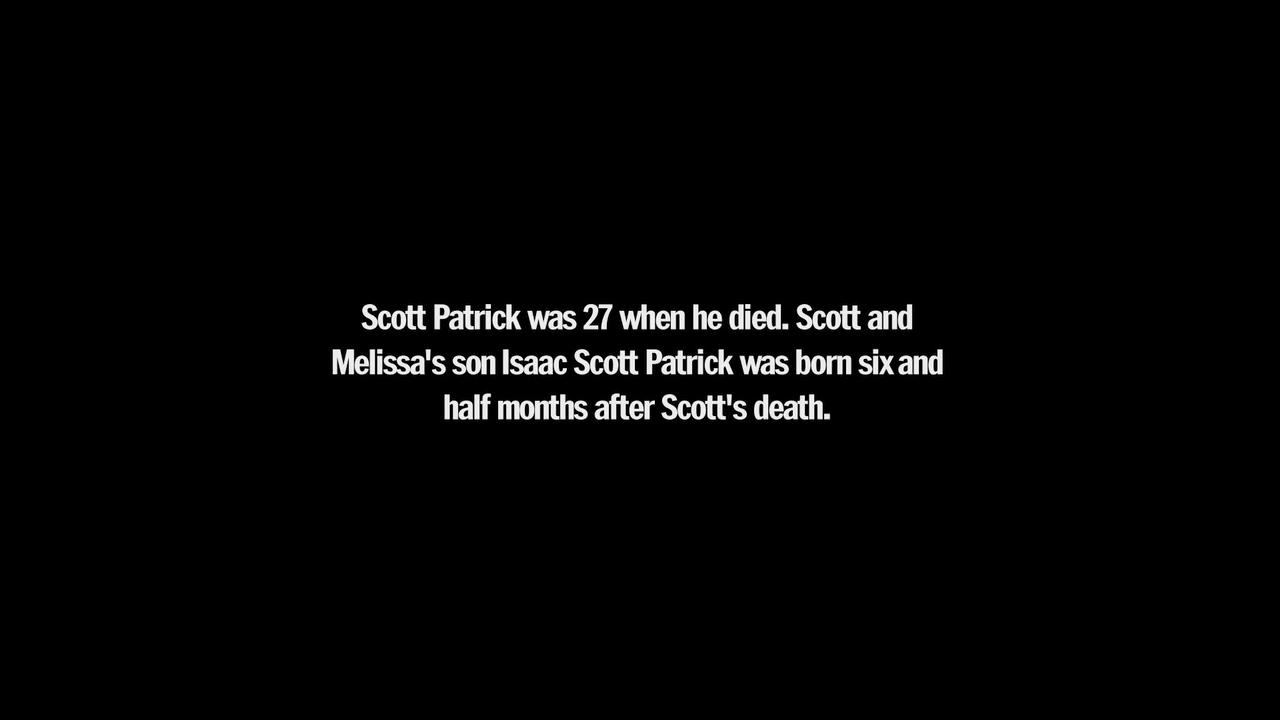 Scott Patrick was 27 when he died. Scott and
Melissa's son Isaac Scott Patrick was born six and
half months after Scott's death.